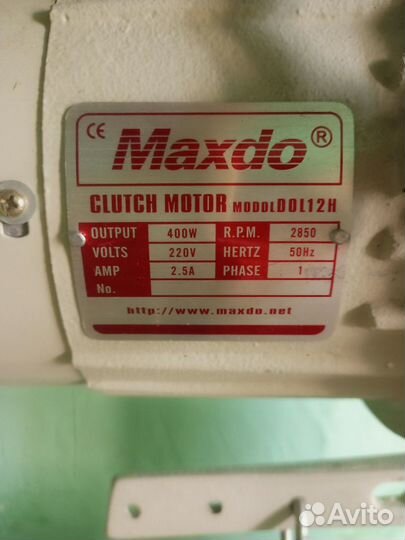 CE Maxdo®
CLUTCH MOTOR MODOL DOL12H
OUTPUT 400W R.P.M. 2850
VOLTS 220V HERTZ 50Hz
AMP 2.5A PHASE 1
No.
http://www.maxdo.net
Avito